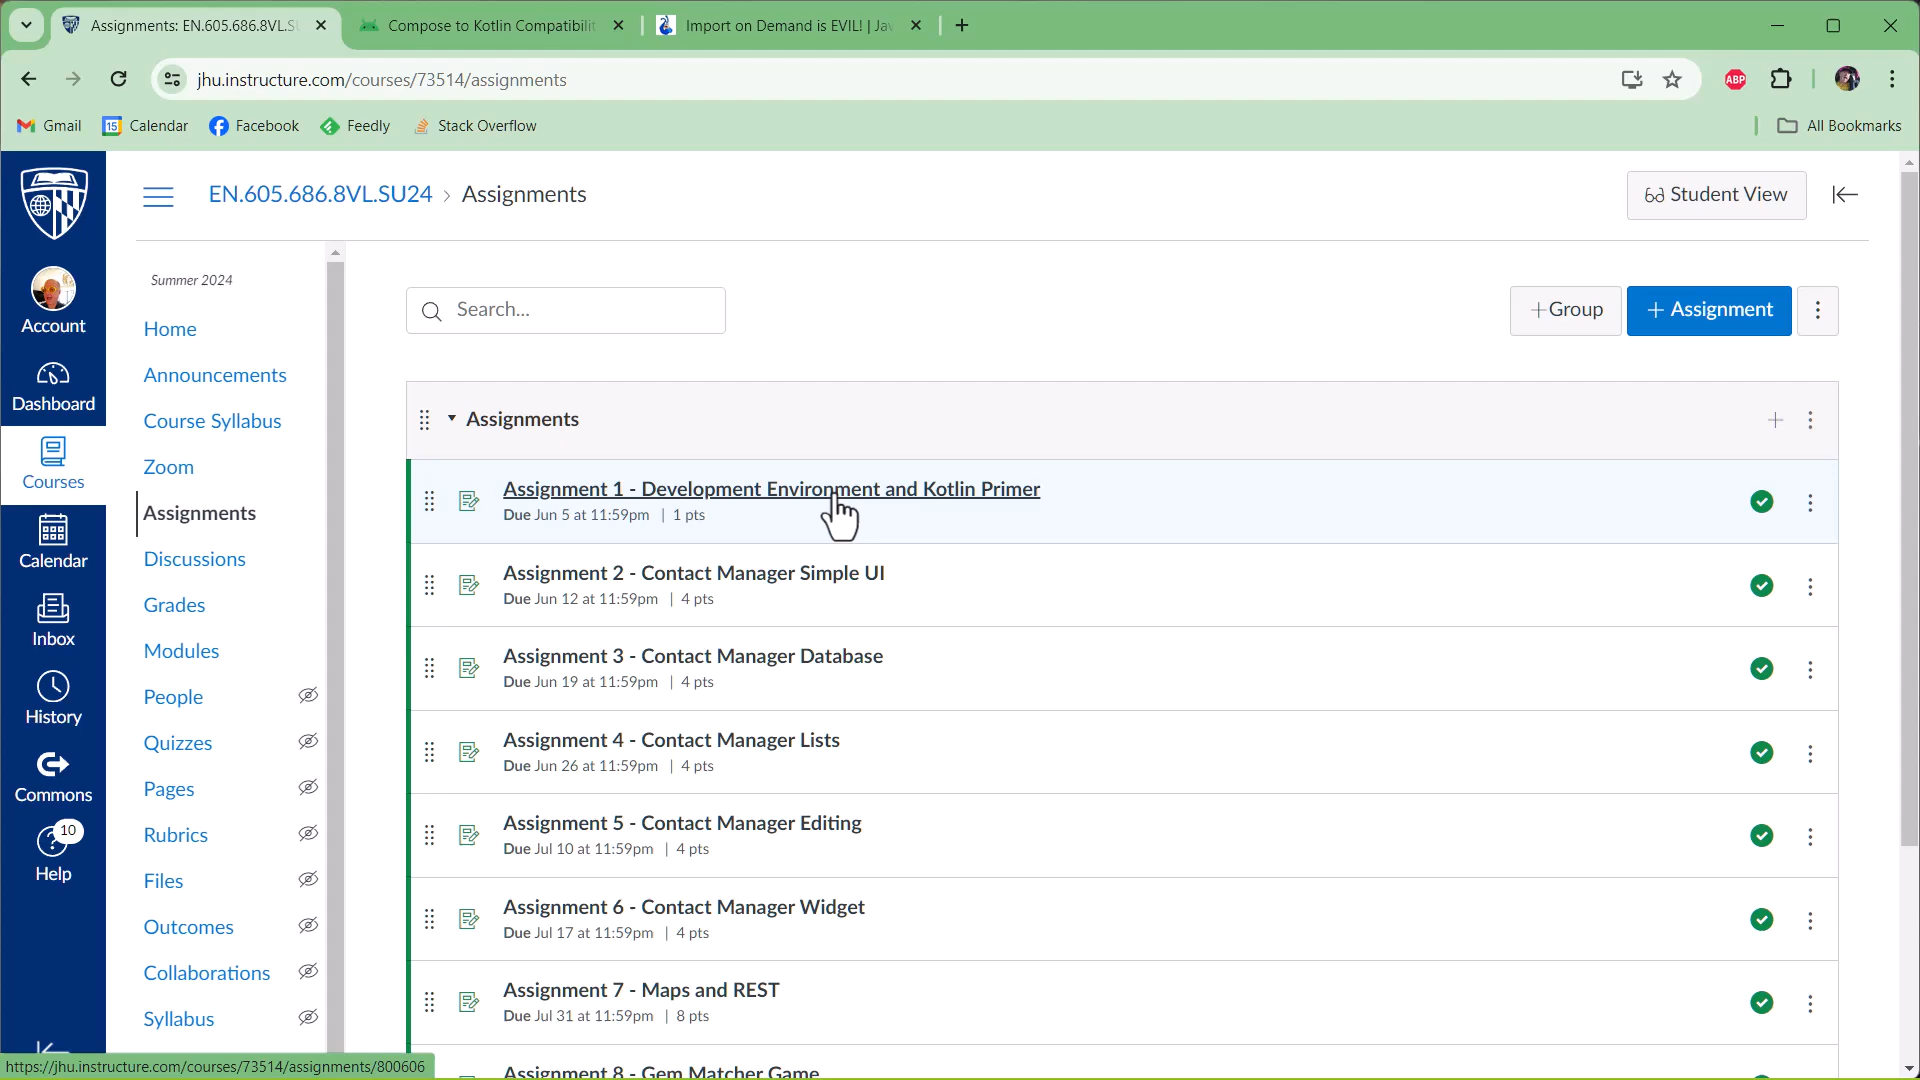 Assignments: EN.605.686.8VL.S
Compose to Kotlin Compatibilit
Import on Demand is EVIL! | Jav
jhu.instructure.com/courses/73514/assignments
ABP
Gmail
15
Calendar
Facebook
Feedly
Stack Overflow
All Bookmarks
EN.605.686.8VL.SU24 › Assignments
Student View
Account
Dashboard
Courses
Calendar
Inbox
History
Commons
10
Help
Summer 2024
Home
Announcements
Course Syllabus
Zoom
Assignments
Discussions
Grades
Modules
People
Quizzes
Pages
Rubrics
Files
Outcomes
Collaborations
Syllabus
Search...
+Group
+ Assignment
Assignments
Assignment 1 - Development Environment and Kotlin Primer
Due Jun 5 at 11:59pm | 1 pts
Assignment 2 - Contact Manager Simple UI
Due Jun 12 at 11:59pm | 4 pts
Assignment 3 - Contact Manager Database
Due Jun 19 at 11:59pm | 4 pts
Assignment 4 - Contact Manager Lists
Due Jun 26 at 11:59pm | 4 pts
Assignment 5 - Contact Manager Editing
Due Jul 10 at 11:59pm | 4 pts
Assignment 6 - Contact Manager Widget
Due Jul 17 at 11:59pm | 4 pts
Assignment 7 - Maps and REST
Due Jul 31 at 11:59pm | 8 pts
Assignment 8 - Gem Matcher Game
https://jhu.instructure.com/courses/73514/assignments/800606